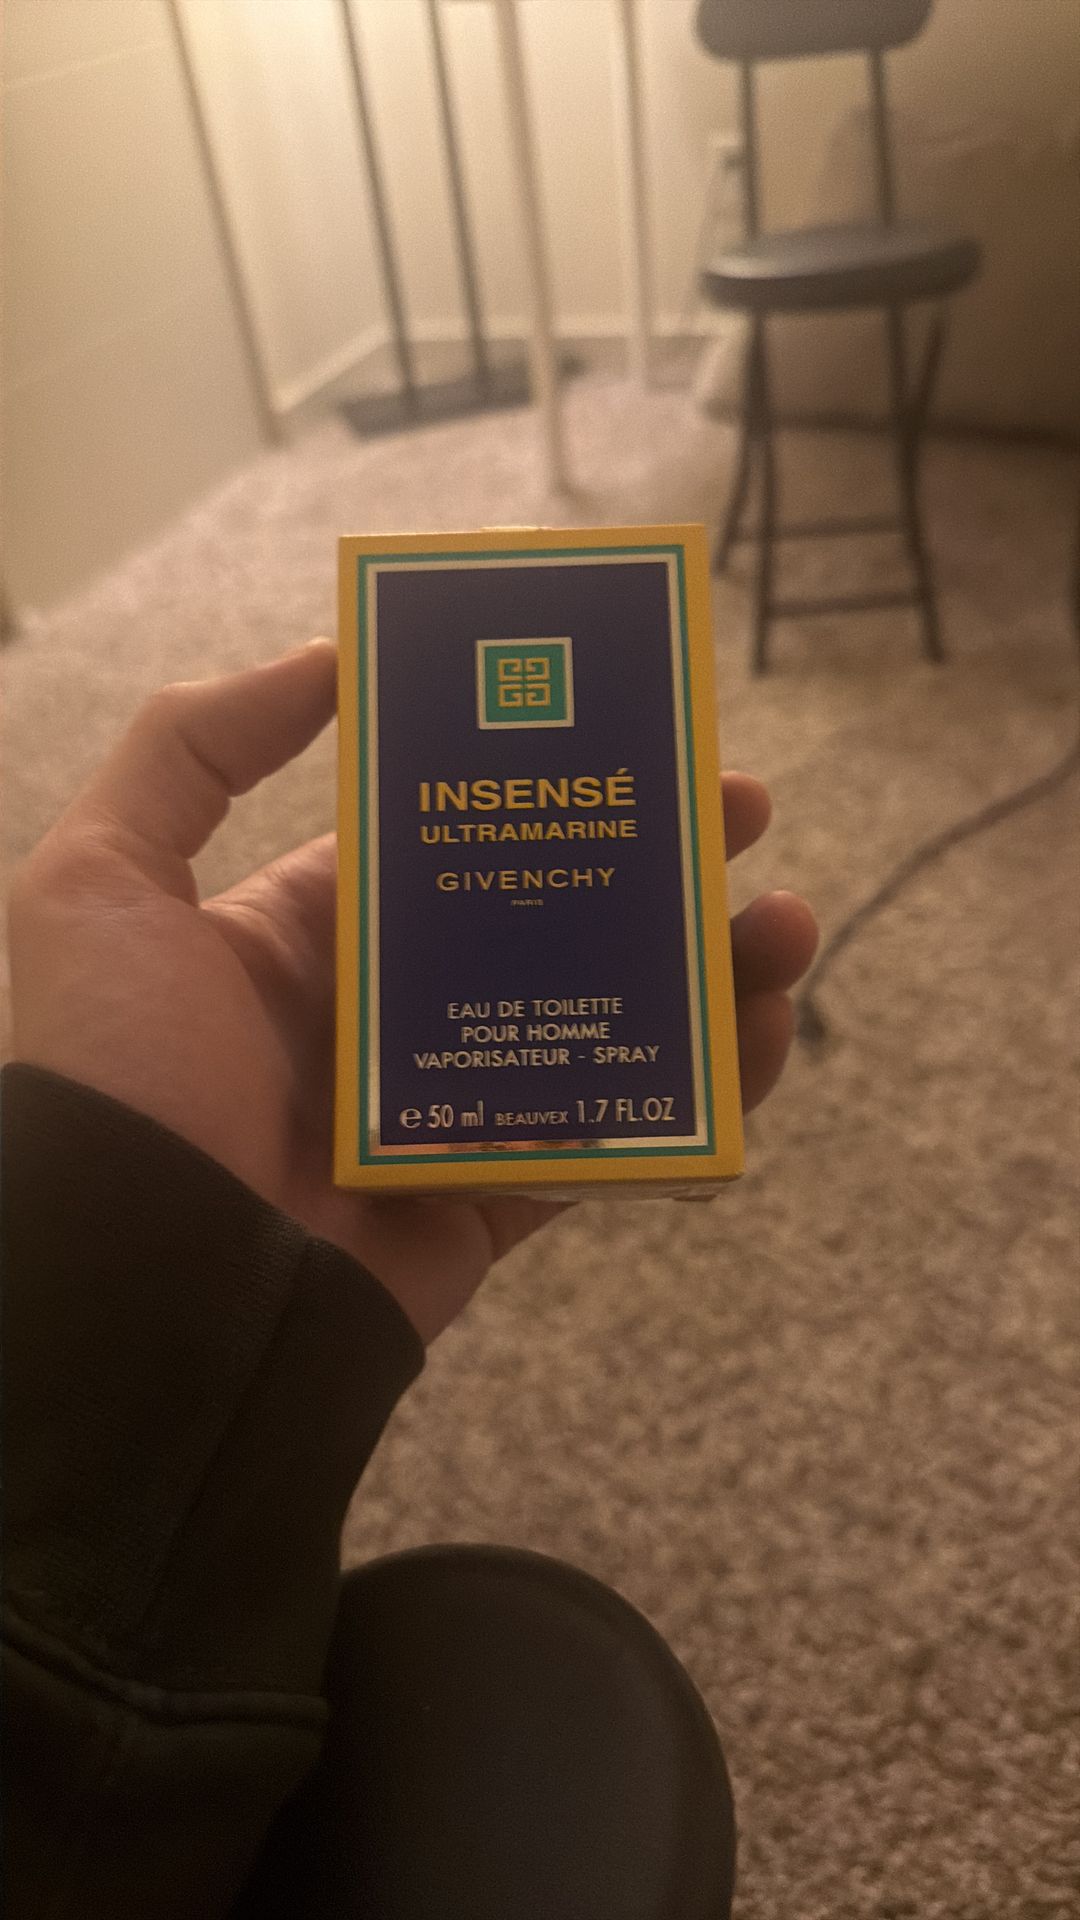 INSENSÉ
ULTRAMARINE
GIVENCHY
PARIS
EAU DE TOILETTE
POUR HOMME
VAPORISATEUR - SPRAY
e 50 ml BEAUVEX 1.7 FL.OZ